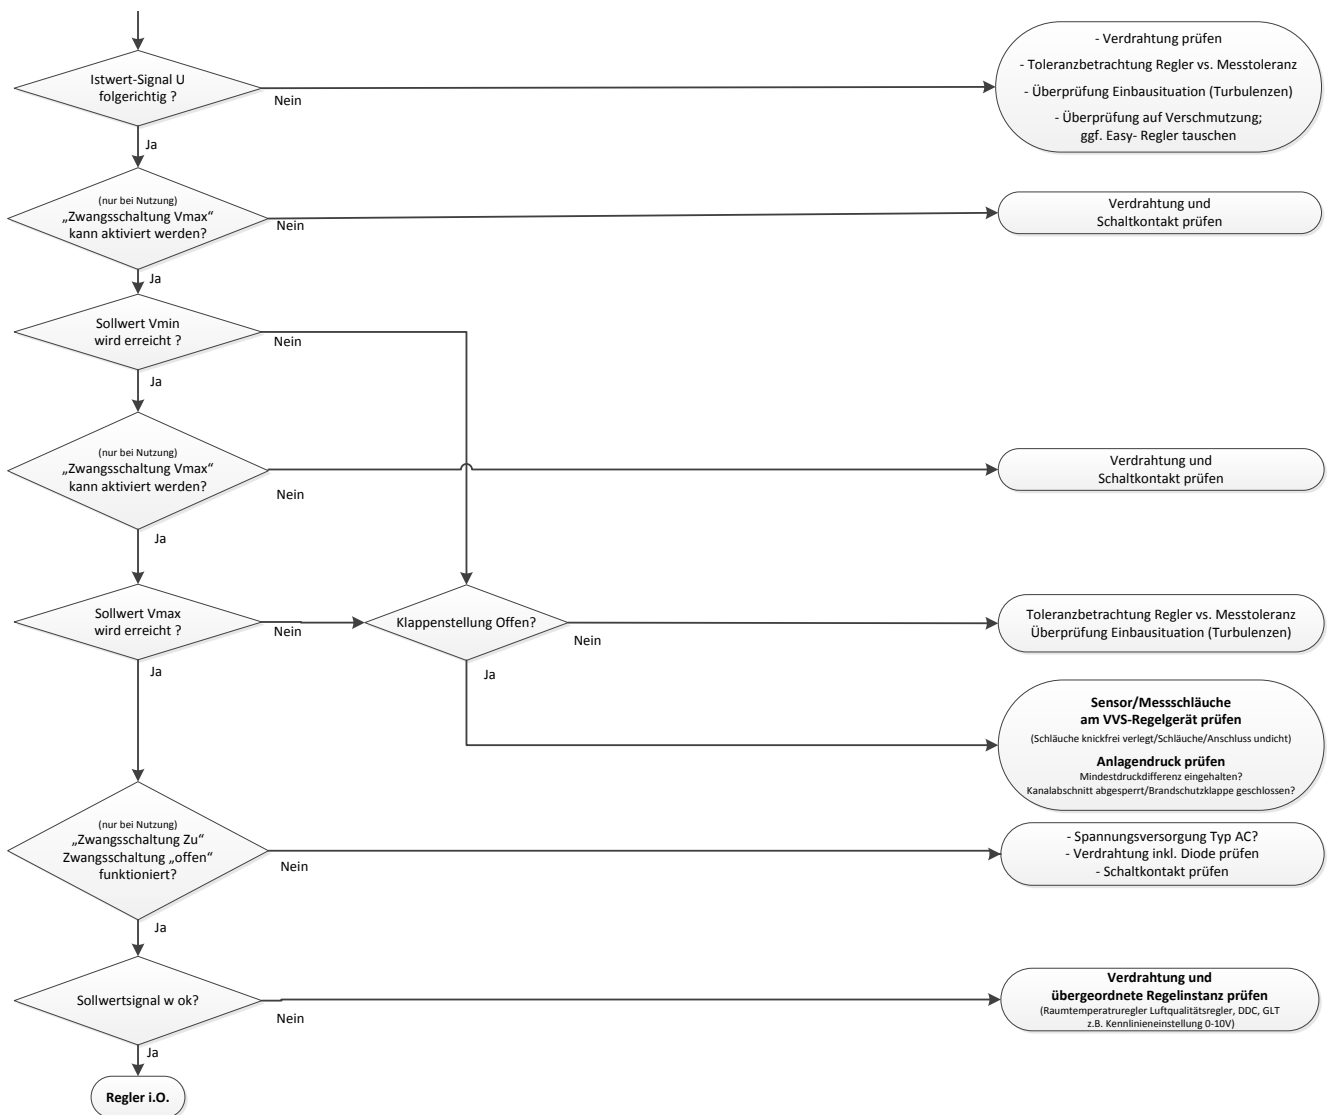 Istwert-Signal U
folgerichtig ?
Nein
- Verdrahtung prüfen
- Toleranzbetrachtung Regler vs. Messtoleranz
- Überprüfung Einbausituation (Turbulenzen)
- Überprüfung auf Verschmutzung;
ggf. Easy- Regler tauschen
Ja
(nur bei Nutzung)
„Zwangsschaltung Vmax“
kann aktiviert werden?
Nein
Verdrahtung und
Schaltkontakt prüfen
Ja
Sollwert Vmin
wird erreicht ?
Nein
Ja
(nur bei Nutzung)
„Zwangsschaltung Vmax“
kann aktiviert werden?
Nein
Verdrahtung und
Schaltkontakt prüfen
Ja
Sollwert Vmax
wird erreicht ?
Nein
Klappenstellung Offen?
Nein
Toleranzbetrachtung Regler vs. Messtoleranz
Überprüfung Einbausituation (Turbulenzen)
Ja
Ja
Sensor/Messschläuche
am VVS-Regelgerät prüfen
(Schläuche knickfrei verlegt/Schläuche/Anschluss undicht)
Anlagendruck prüfen
Mindestdruckdifferenz eingehalten?
Kanalabschnitt abgesperrt/Brandschutzklappe geschlossen?
(nur bei Nutzung)
„Zwangsschaltung Zu“
Zwangsschaltung „offen“
funktioniert?
Nein
- Spannungsversorgung Typ AC?
- Verdrahtung inkl. Diode prüfen
- Schaltkontakt prüfen
Ja
Sollwertsignal w ok?
Nein
Verdrahtung und
übergeordnete Regelinstanz prüfen
(Raumtemperaturregler Luftqualitätsregler, DDC, GLT
z.B. Kennlinieneinstellung 0-10V)
Ja
Regler i.O.